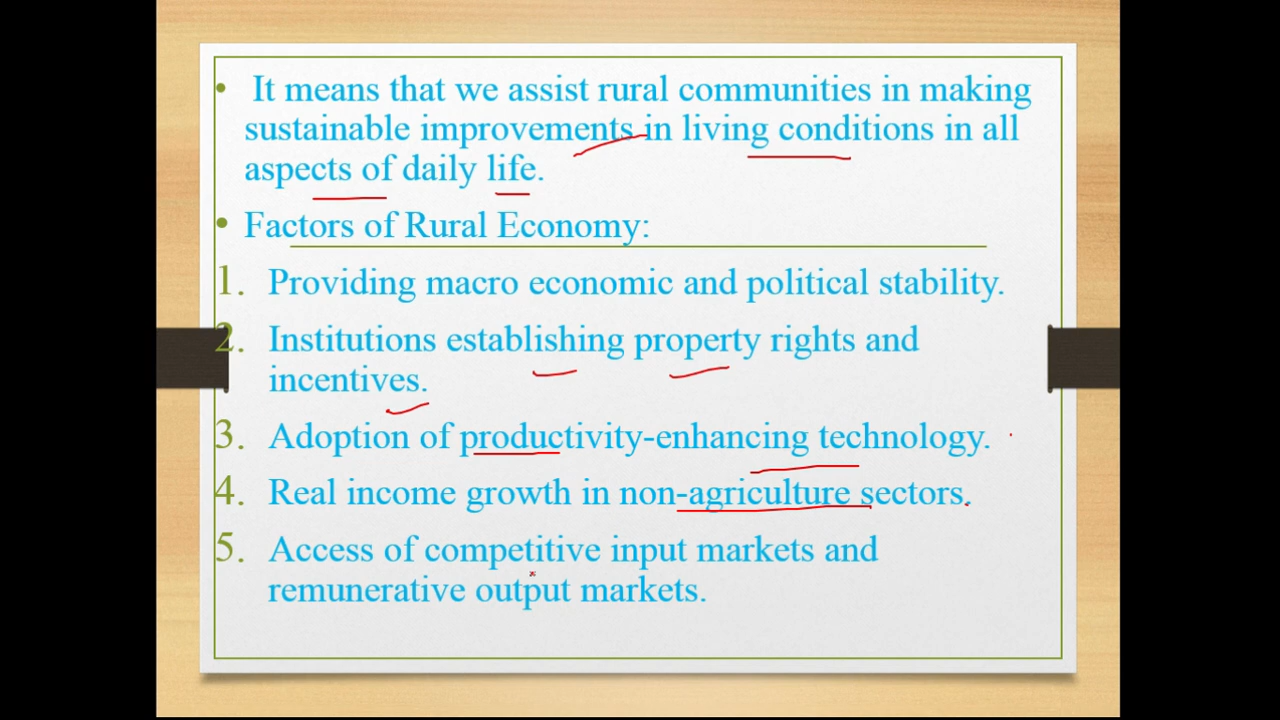 • It means that we assist rural communities in making
sustainable improvements in living conditions in all
aspects of daily life.
• Factors of Rural Economy:
1. Providing macro economic and political stability.
2. Institutions establishing property rights and
incentives.
3. Adoption of productivity-enhancing technology.
4. Real income growth in non-agriculture sectors.
5. Access of competitive input markets and
remunerative output markets.